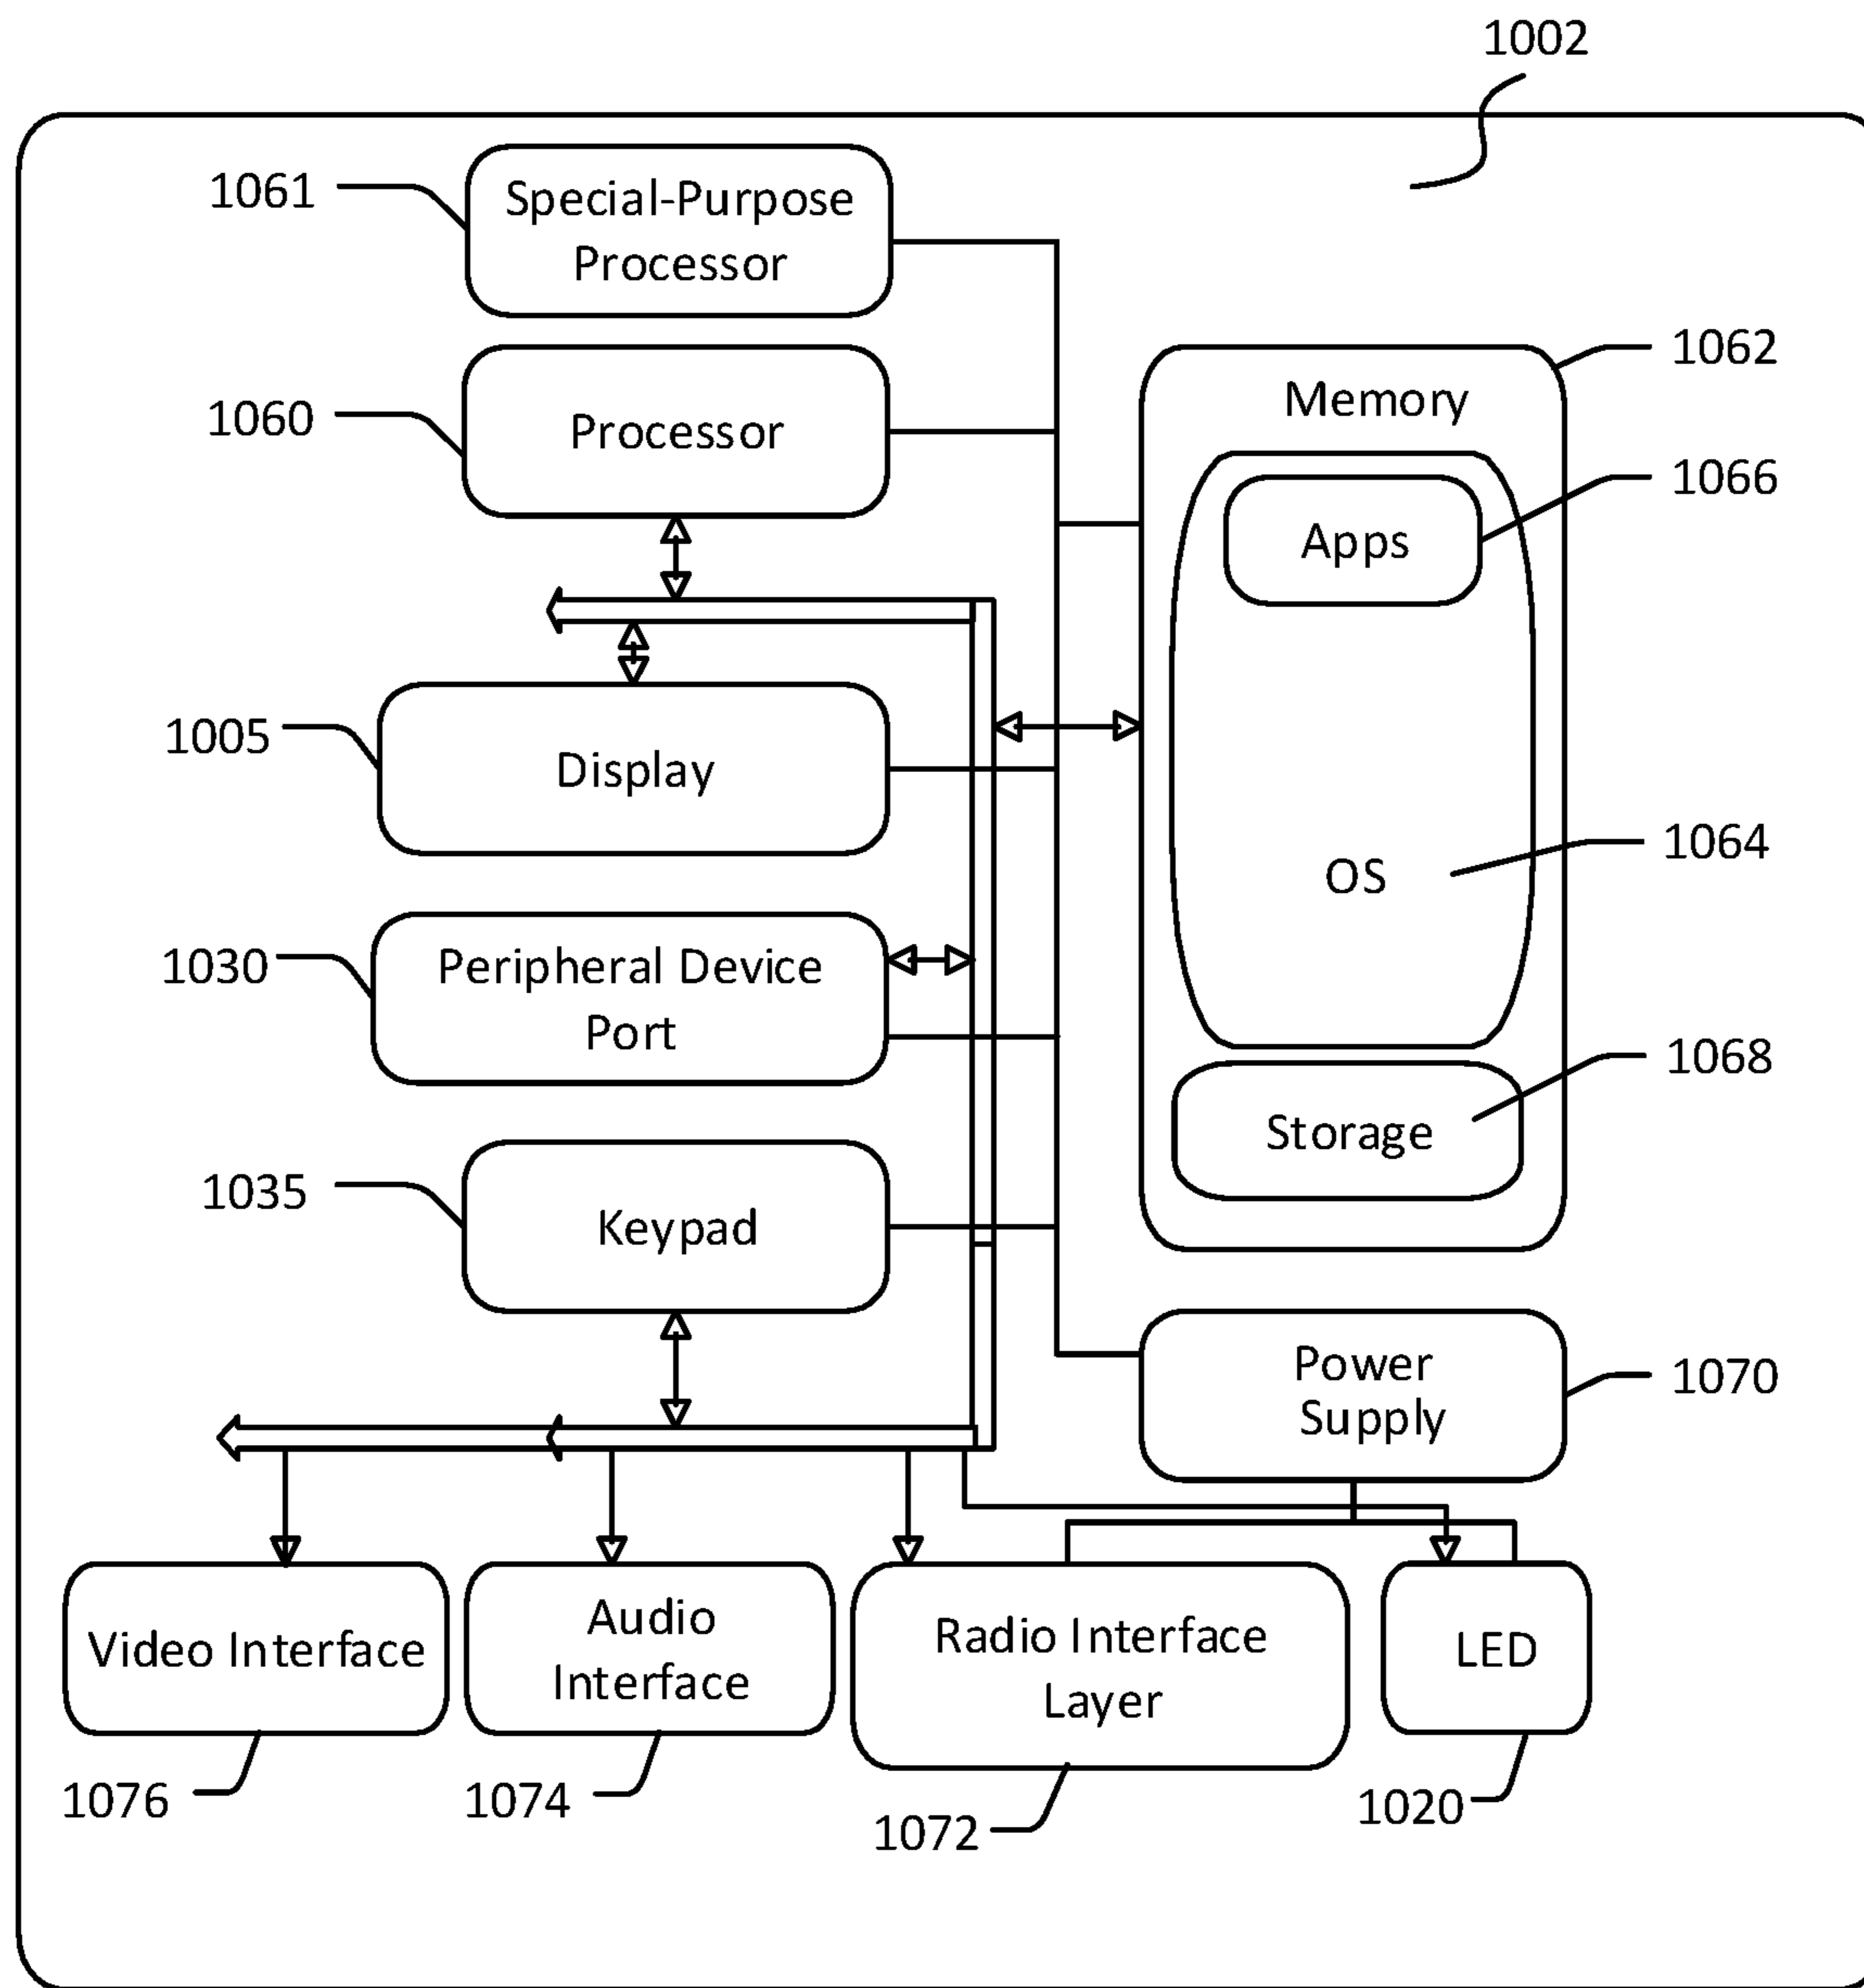 1002
1061
Special-Purpose
Processor
1062
Memory
1060
Processor
1066
Apps
1005
Display
1064
OS
1030
Peripheral Device
Port
1068
Storage
1035
Keypad
Power
Supply
1070
Video Interface
Audio
Interface
Radio Interface
Layer
LED
1076
1074
1072
1020